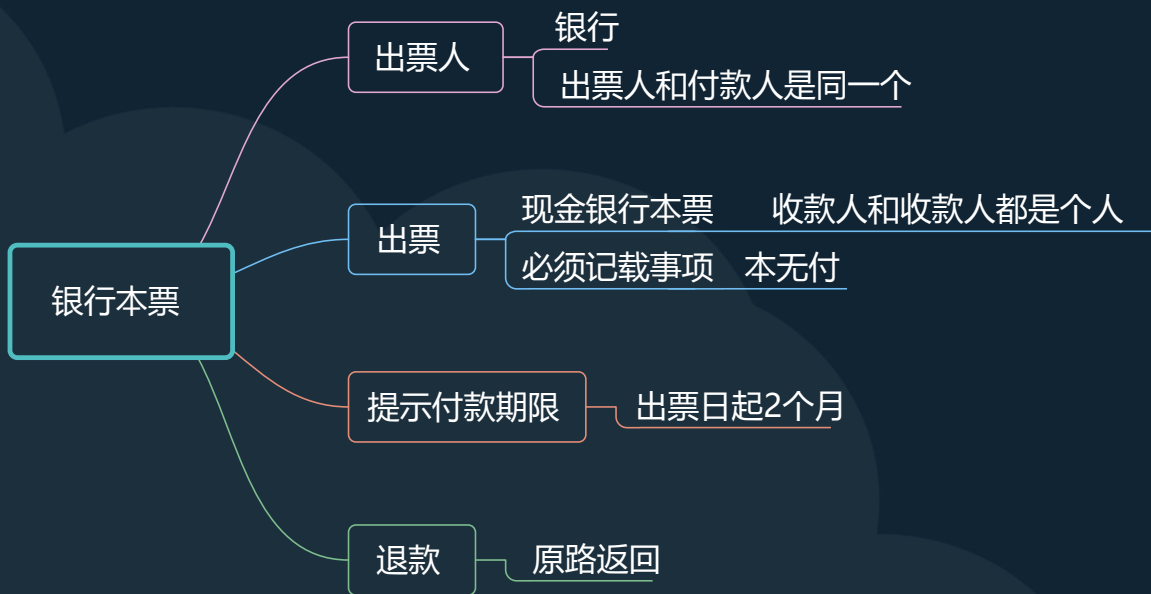 银行本票
出票人
银行
出票人和付款人是同一个
出票
现金银行本票 收款人和收款人都是个人
必须记载事项 本无付
提示付款期限
出票日起2个月
退款
原路返回